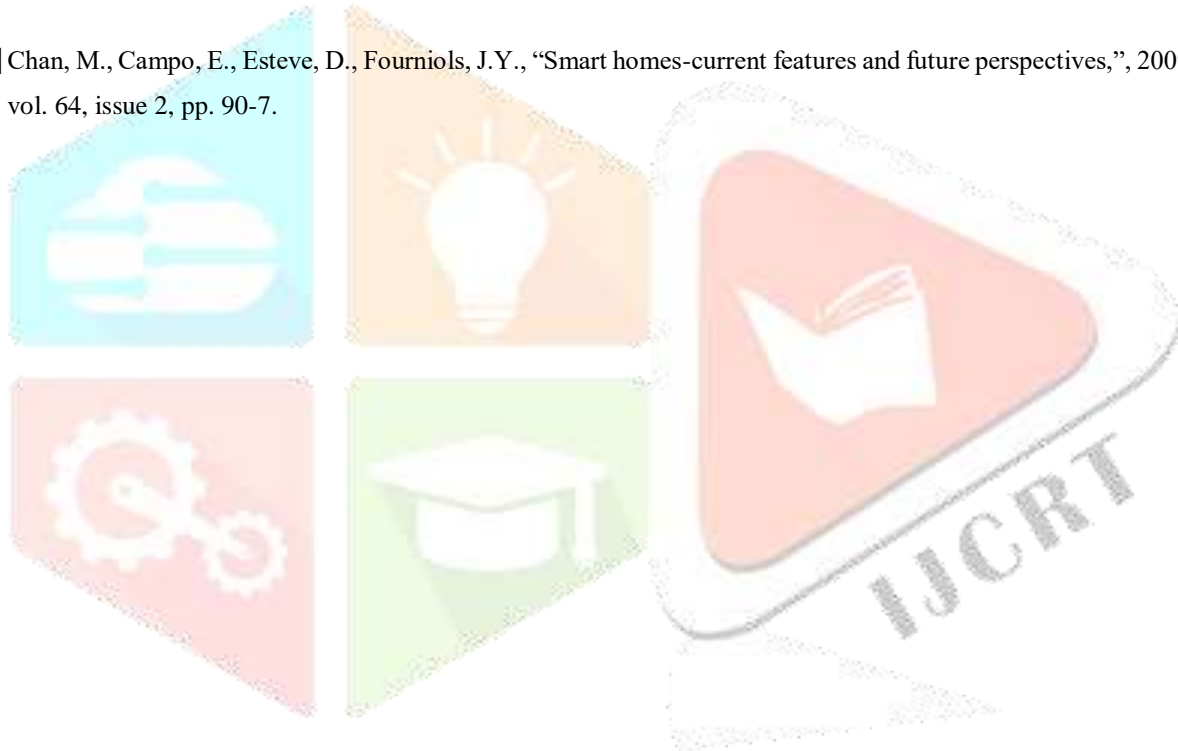 Chan, M., Campo, E., Esteve, D., Fourniols, J.Y., “Smart homes-current features and future perspectives,”, 200
vol. 64, issue 2, pp. 90-7.
IJCRT